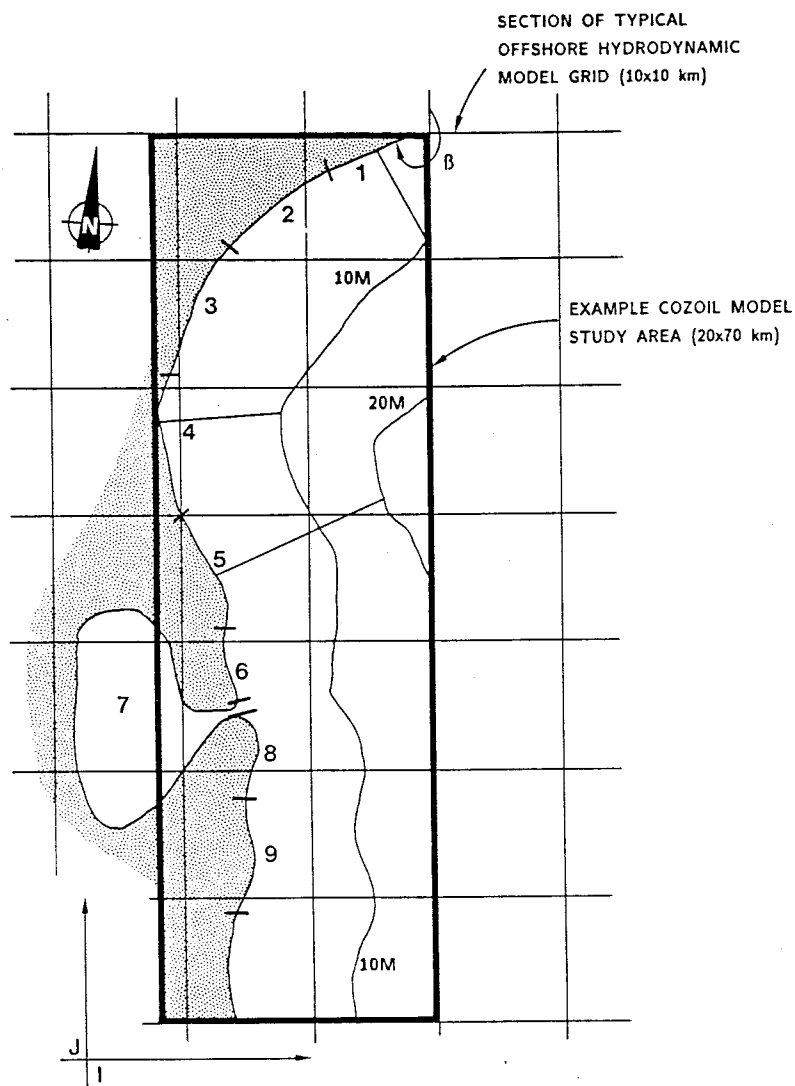 SECTION OF TYPICAL
OFFSHORE HYDRODYNAMIC
MODEL GRID (10x10 km)
β
1
2
N
3
10M
EXAMPLE COZOIL MODEL
STUDY AREA (20x70 km)
20M
4
5
6
7
8
9
10M
J
I